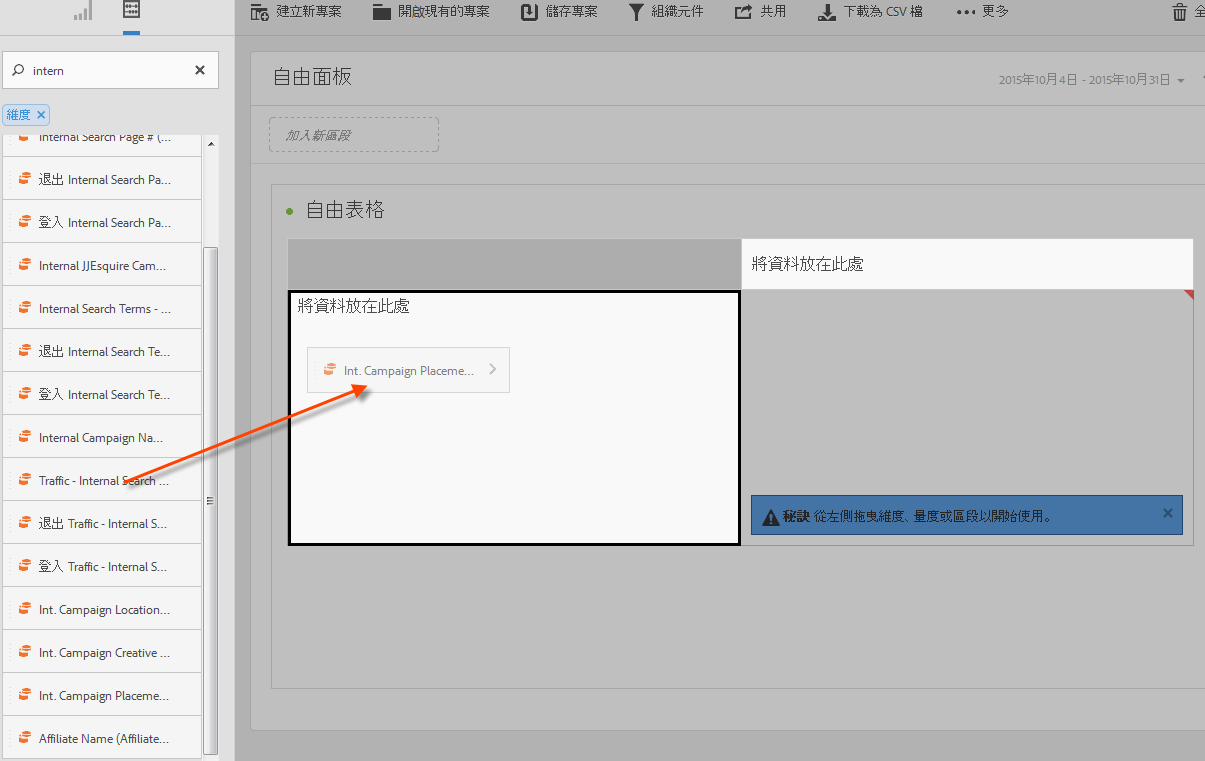 建立新專案
開啟現有的專案
儲存專案
組織元件
共用
下載為 CSV 檔
更多
全
intern
維度
Internal Search Page # (...
退出 Internal Search Pa...
登入 Internal Search Pa...
Internal JJEsquire Cam...
Internal Search Terms - ...
退出 Internal Search Te...
登入 Internal Search Te...
Internal Campaign Na...
Traffic - Internal Search ...
退出 Traffic - Internal S...
登入 Traffic - Internal S...
Int. Campaign Location...
Int. Campaign Creative ...
Int. Campaign Placeme...
Affiliate Name (Affiliate...
自由面板
2015年10月4日 - 2015年10月31日
加入新區段
自由表格
將資料放在此處
將資料放在此處
Int. Campaign Placeme...
秘訣 從左側拖曳維度、量度或區段以開始使用。